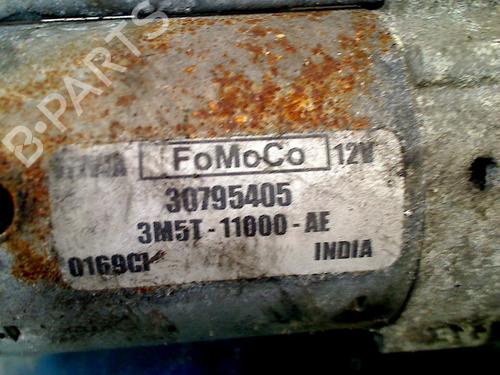 FoMoCo 12V
30795405
3M5T-11000-AE
0169CI INDIA
B-PARTS